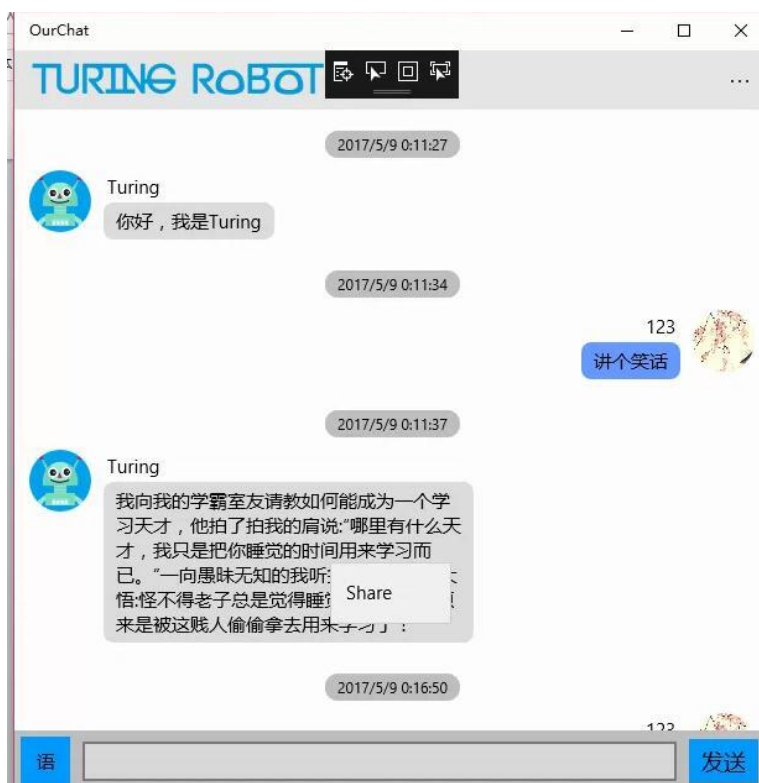 OurChat
TURING ROBOT
2017/5/9 0:11:27
Turing
你好，我是Turing
2017/5/9 0:11:34
123
讲个笑话
2017/5/9 0:11:37
Turing
我向我的学霸室友请教如何能成为一个学
习天才，他拍了拍我的肩说:"哪里有什么天
才，我只是把你睡觉的时间用来学习而
已。"一向愚昧无知的我听
悟:怪不得老子总是觉得睡
Share
来是被这贱人偷偷拿去用来学习了！
2017/5/9 0:16:50
123
语
发送